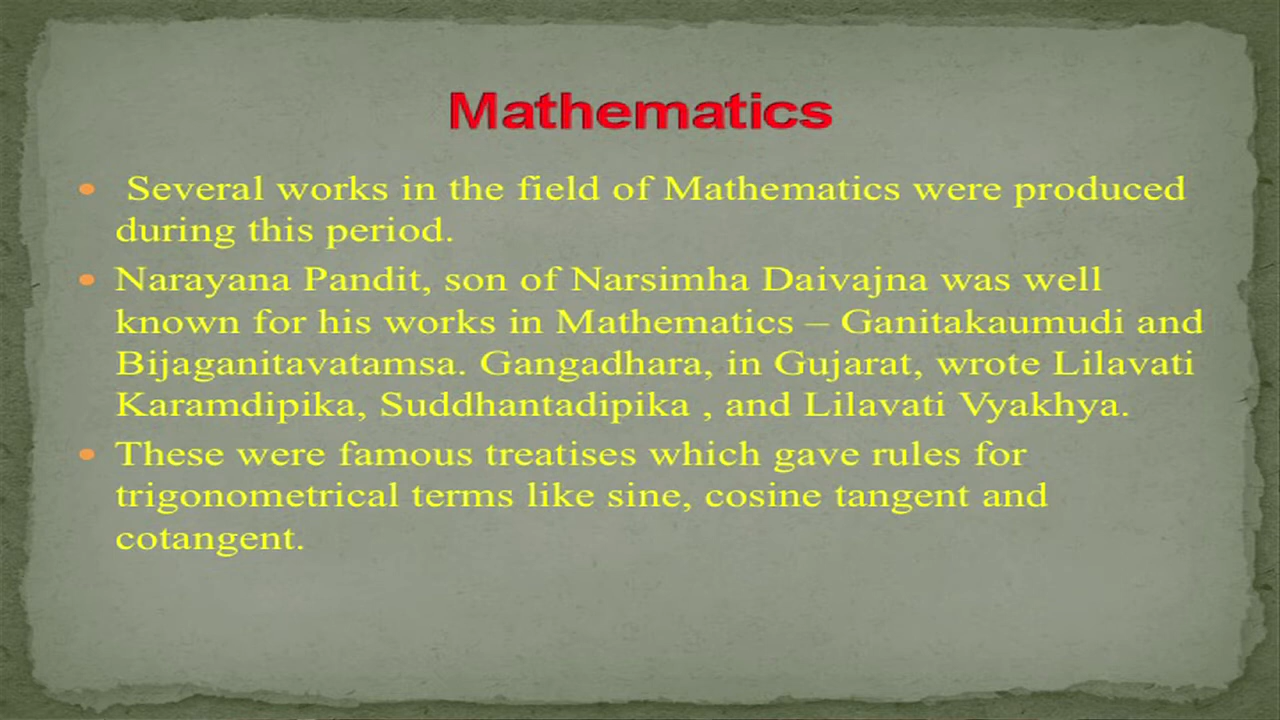 Mathematics
• Several works in the field of Mathematics were produced
during this period.
• Narayana Pandit, son of Narsimha Daivajna was well
known for his works in Mathematics – Ganitakaumudi and
Bijaganitavatamsa. Gangadhara, in Gujarat, wrote Lilavati
Karamdipika, Suddhantadipika , and Lilavati Vyakhya.
• These were famous treatises which gave rules for
trigonometrical terms like sine, cosine tangent and
cotangent.